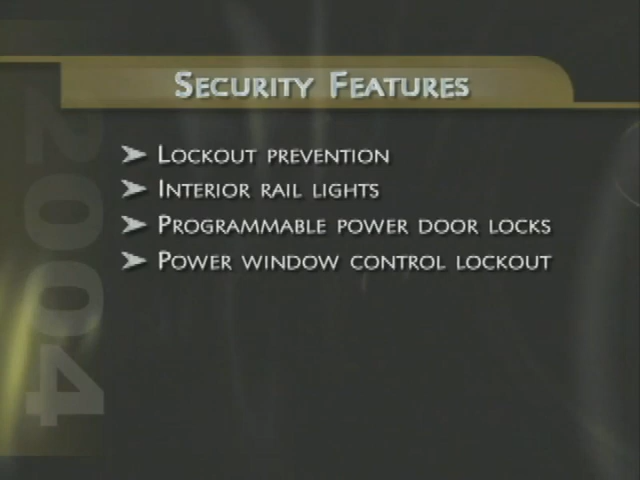 Security Features
Lockout prevention
Interior rail lights
Programmable power door locks
Power window control lockout
2004